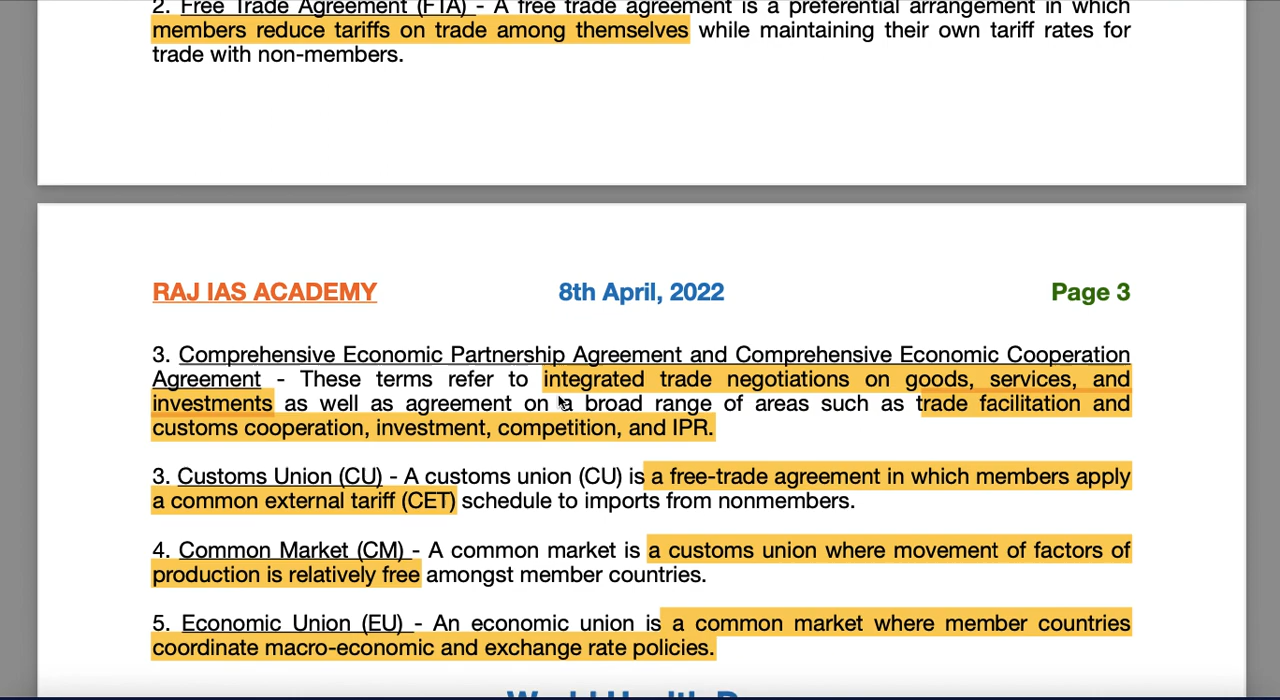 2. Free Trade Agreement (FTA) - A free trade agreement is a preferential arrangement in which
members reduce tariffs on trade among themselves while maintaining their own tariff rates for
trade with non-members.
RAJ IAS ACADEMY 8th April, 2022 Page 3
3. Comprehensive Economic Partnership Agreement and Comprehensive Economic Cooperation
Agreement - These terms refer to integrated trade negotiations on goods, services, and
investments as well as agreement on a broad range of areas such as trade facilitation and
customs cooperation, investment, competition, and IPR.
3. Customs Union (CU) - A customs union (CU) is a free-trade agreement in which members apply
a common external tariff (CET) schedule to imports from nonmembers.
4. Common Market (CM) - A common market is a customs union where movement of factors of
production is relatively free amongst member countries.
5. Economic Union (EU) - An economic union is a common market where member countries
coordinate macro-economic and exchange rate policies.
World Health